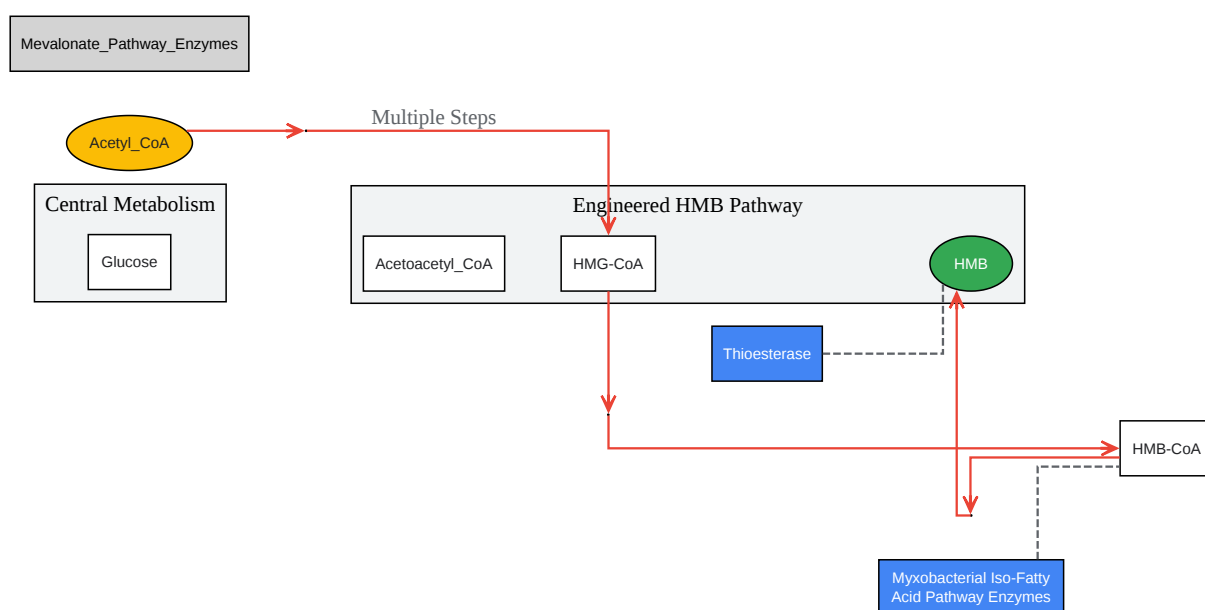 Mevalonate_Pathway_Enzymes
Multiple Steps
Acetyl_CoA
Central Metabolism
Engineered HMB Pathway
Glucose
Acetoacetyl_CoA
HMG-CoA
HMB
Thioesterase
HMB-CoA
Myxobacterial Iso-Fatty
Acid Pathway Enzymes